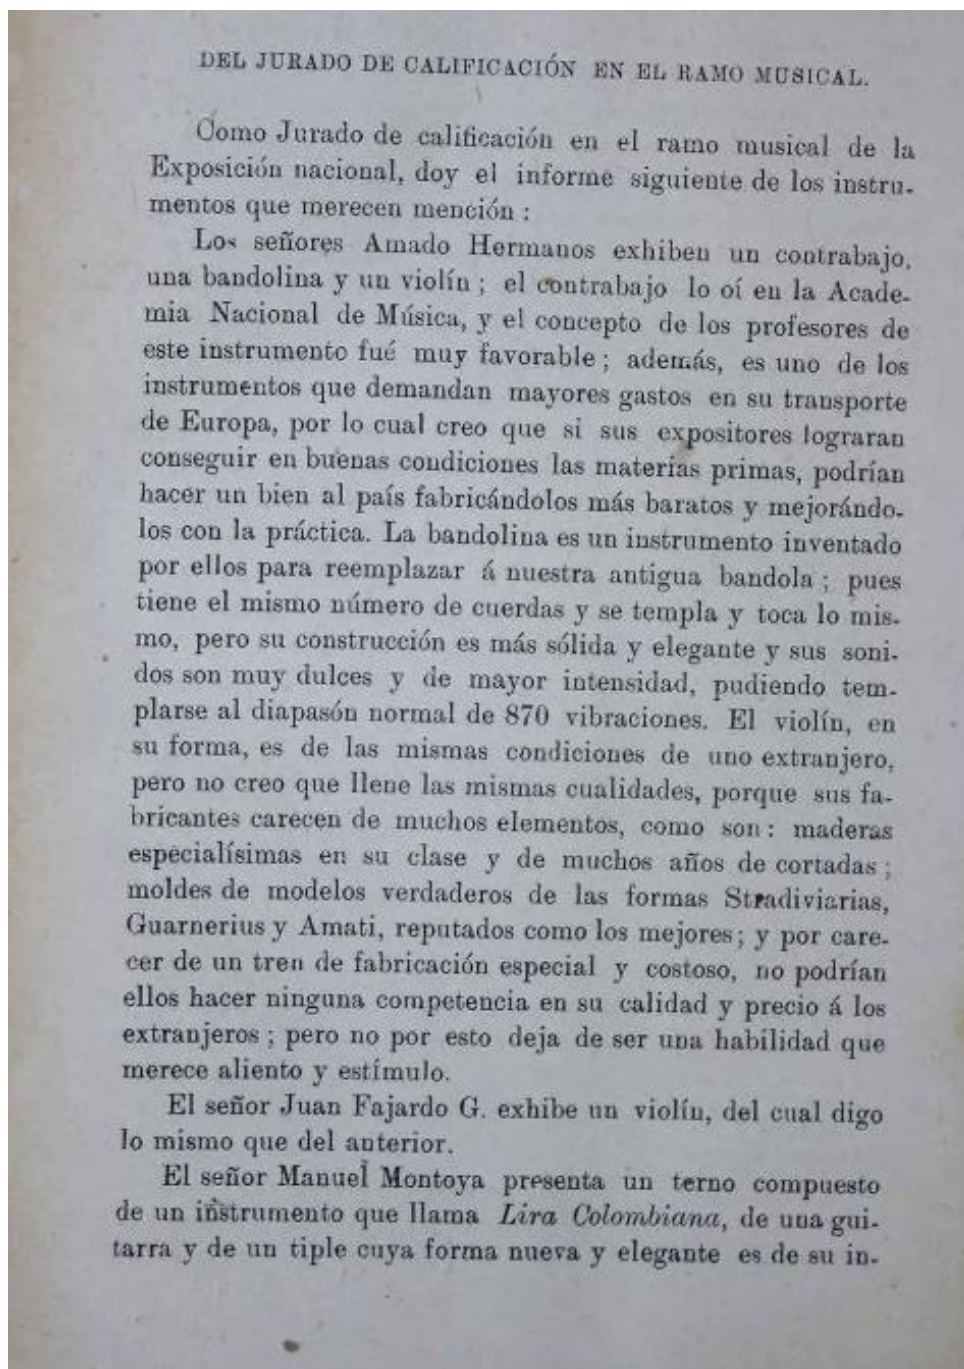 DEL JURADO DE CALIFICACIÓN EN EL RAMO MUSICAL.
Como Jurado de calificación en el ramo musical de la
Exposición nacional, doy el informe siguiente de los instru-
mentos que merecen mención :
Los señores Amado Hermanos exhiben un contrabajo,
una bandolina y un violín ; el contrabajo lo oí en la Acade-
mia Nacional de Música, y el concepto de los profesores de
este instrumento fué muy favorable ; además, es uno de los
instrumentos que demandan mayores gastos en su transporte
de Europa, por lo cual creo que si sus expositores lograran
conseguir en buenas condiciones las materias primas, podrían
hacer un bien al país fabricándolos más baratos y mejorándo-
los con la práctica. La bandolina es un instrumento inventado
por ellos para reemplazar á nuestra antigua bandola ; pues
tiene el mismo número de cuerdas y se templa y toca lo mis-
mo, pero su construcción es más sólida y elegante y sus soni-
dos son muy dulces y de mayor intensidad, pudiendo tem-
plarse al diapasón normal de 870 vibraciones. El violín, en
su forma, es de las mismas condiciones de uno extranjero,
pero no creo que llene las mismas cualidades, porque sus fa-
bricantes carecen de muchos elementos, como son : maderas
especialísimas en su clase y de muchos años de cortadas ;
moldes de modelos verdaderos de las formas Stradiviarias,
Guarnerius y Amati, reputados como los mejores ; y por care-
cer de un tren de fabricación especial y costoso, no podrían
ellos hacer ninguna competencia en su calidad y precio á los
extranjeros ; pero no por esto deja de ser una habilidad que
merece aliento y estímulo.
El señor Juan Fajardo G. exhibe un violín, del cual digo
lo mismo que del anterior.
El señor Manuel Montoya presenta un terno compuesto
de un instrumento que llama Lira Colombiana, de una gui-
tarra y de un tiple cuya forma nueva y elegante es de su in-